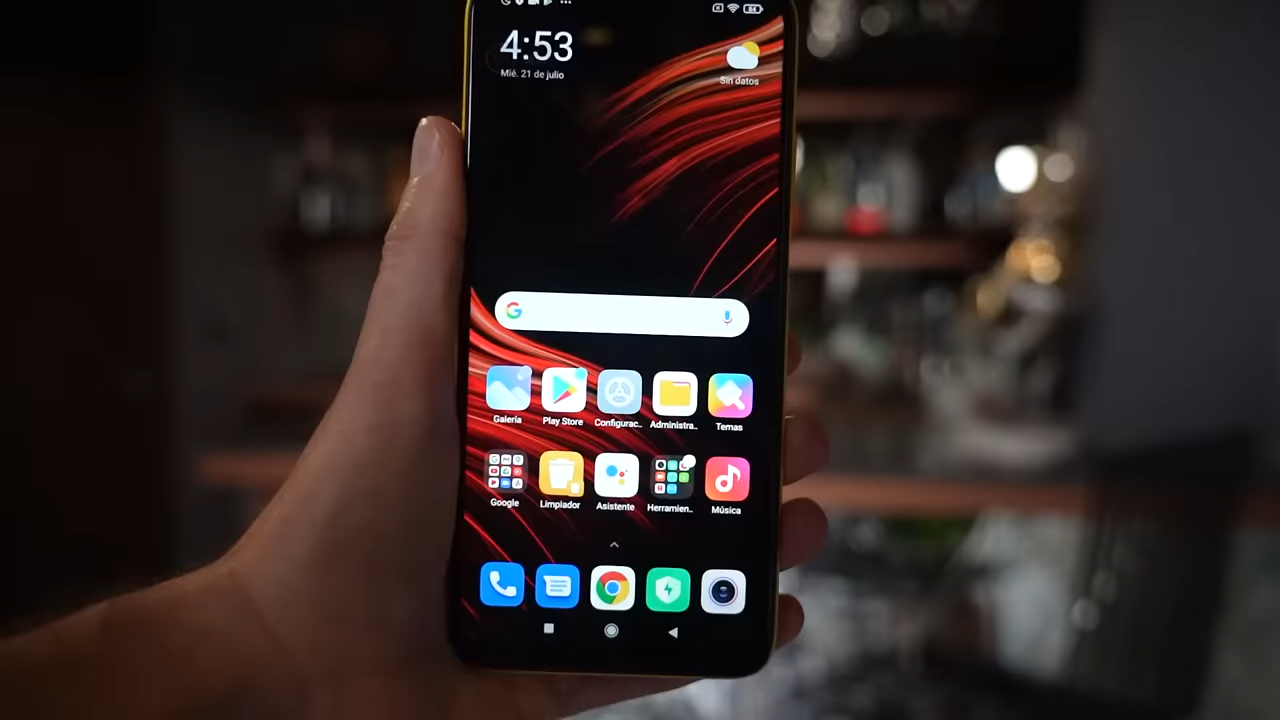 84
4:53
Mié. 21 de julio
Sin datos
Galería
Play Store
Configurac..
Administra..
Temas
Google
Limpiador
Asistente
Herramien..
Música